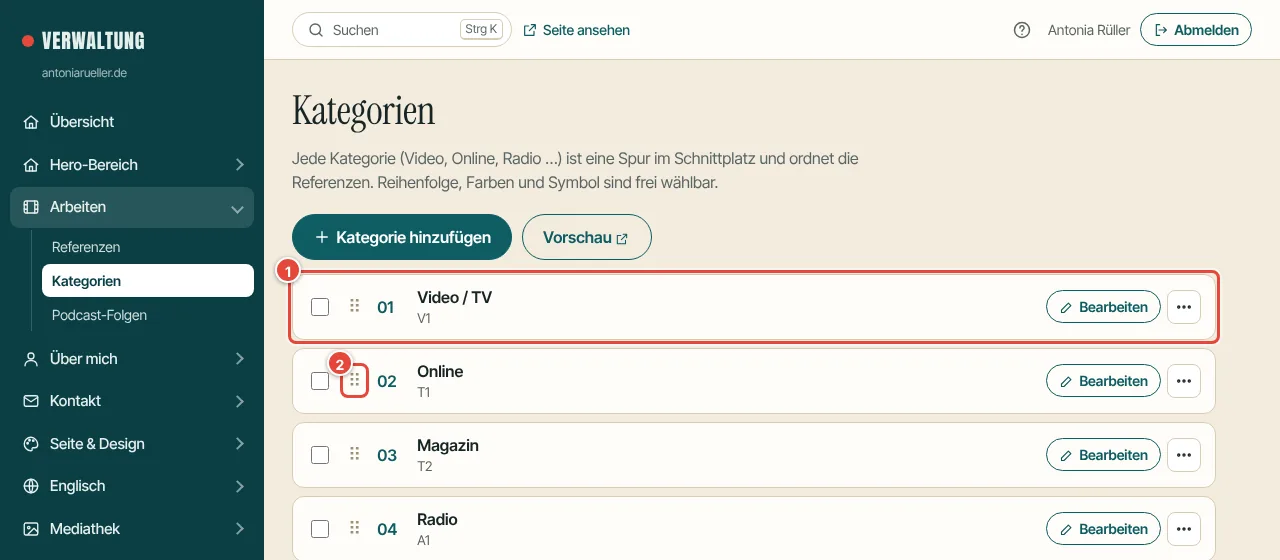 VERWALTUNG
antoniarueller.de
Übersicht
Hero-Bereich
Arbeiten
Referenzen
Kategorien
Podcast-Folgen
Über mich
Kontakt
Seite & Design
Englisch
Mediathek
Suchen Strg K Seite ansehen Antonia Rüller Abmelden
Kategorien
Jede Kategorie (Video, Online, Radio …) ist eine Spur im Schnittplatz und ordnet die
Referenzen. Reihenfolge, Farben und Symbol sind frei wählbar.
Kategorie hinzufügen Vorschau
1
01 Video / TV Bearbeiten
V1
2
02 Online Bearbeiten
T1
03 Magazin Bearbeiten
T2
04 Radio Bearbeiten
A1